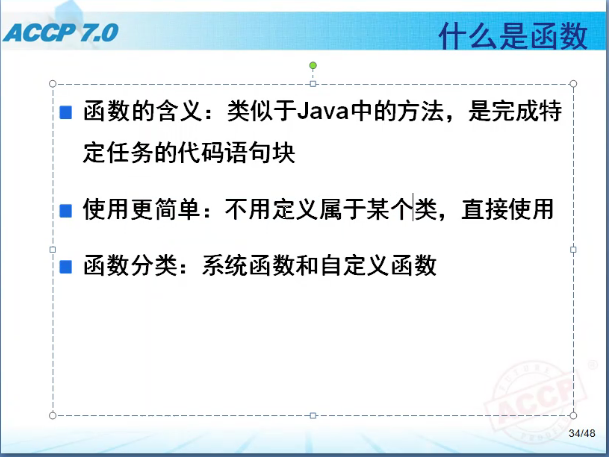 ACCP 7.0
什么是函数
函数的含义：类似于Java中的方法，是完成特
定任务的代码语句块
使用更简单：不用定义属于某个类，直接使用
函数分类：系统函数和自定义函数
ACCP
34/48